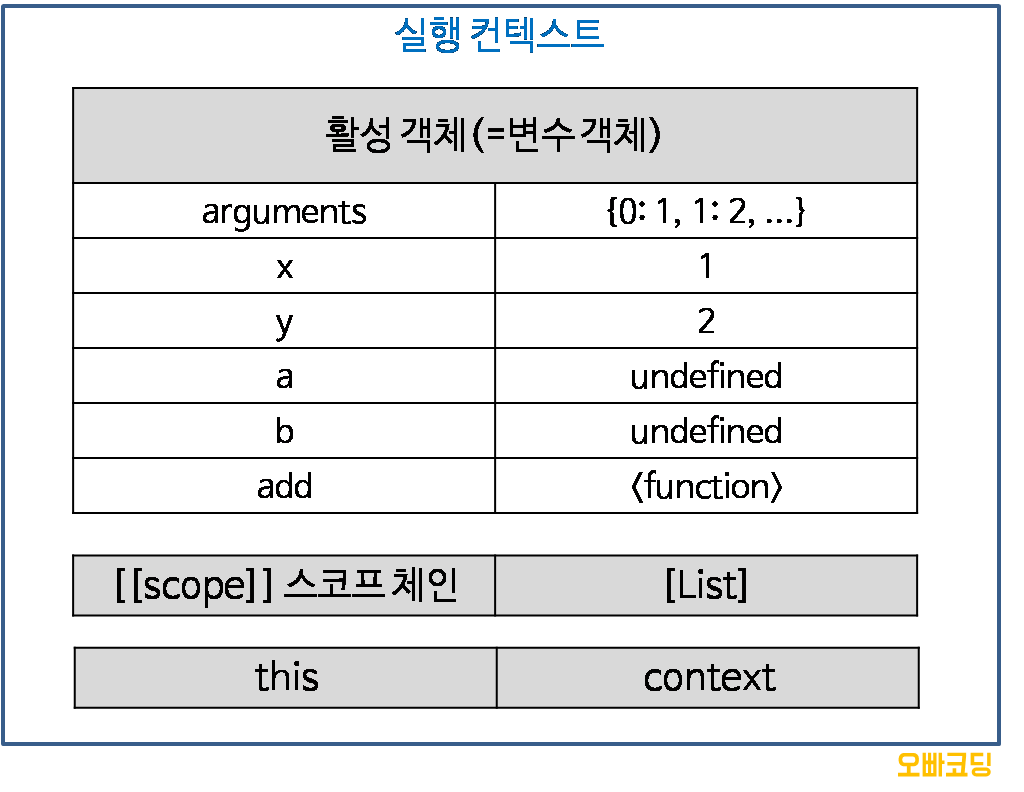 실행 컨텍스트
활성 객체(=변수 객체)
arguments {0: 1, 1: 2, ...}
x 1
y 2
a undefined
b undefined
add <function>
[[scope]] 스코프 체인 [List]
this context
오빠코딩